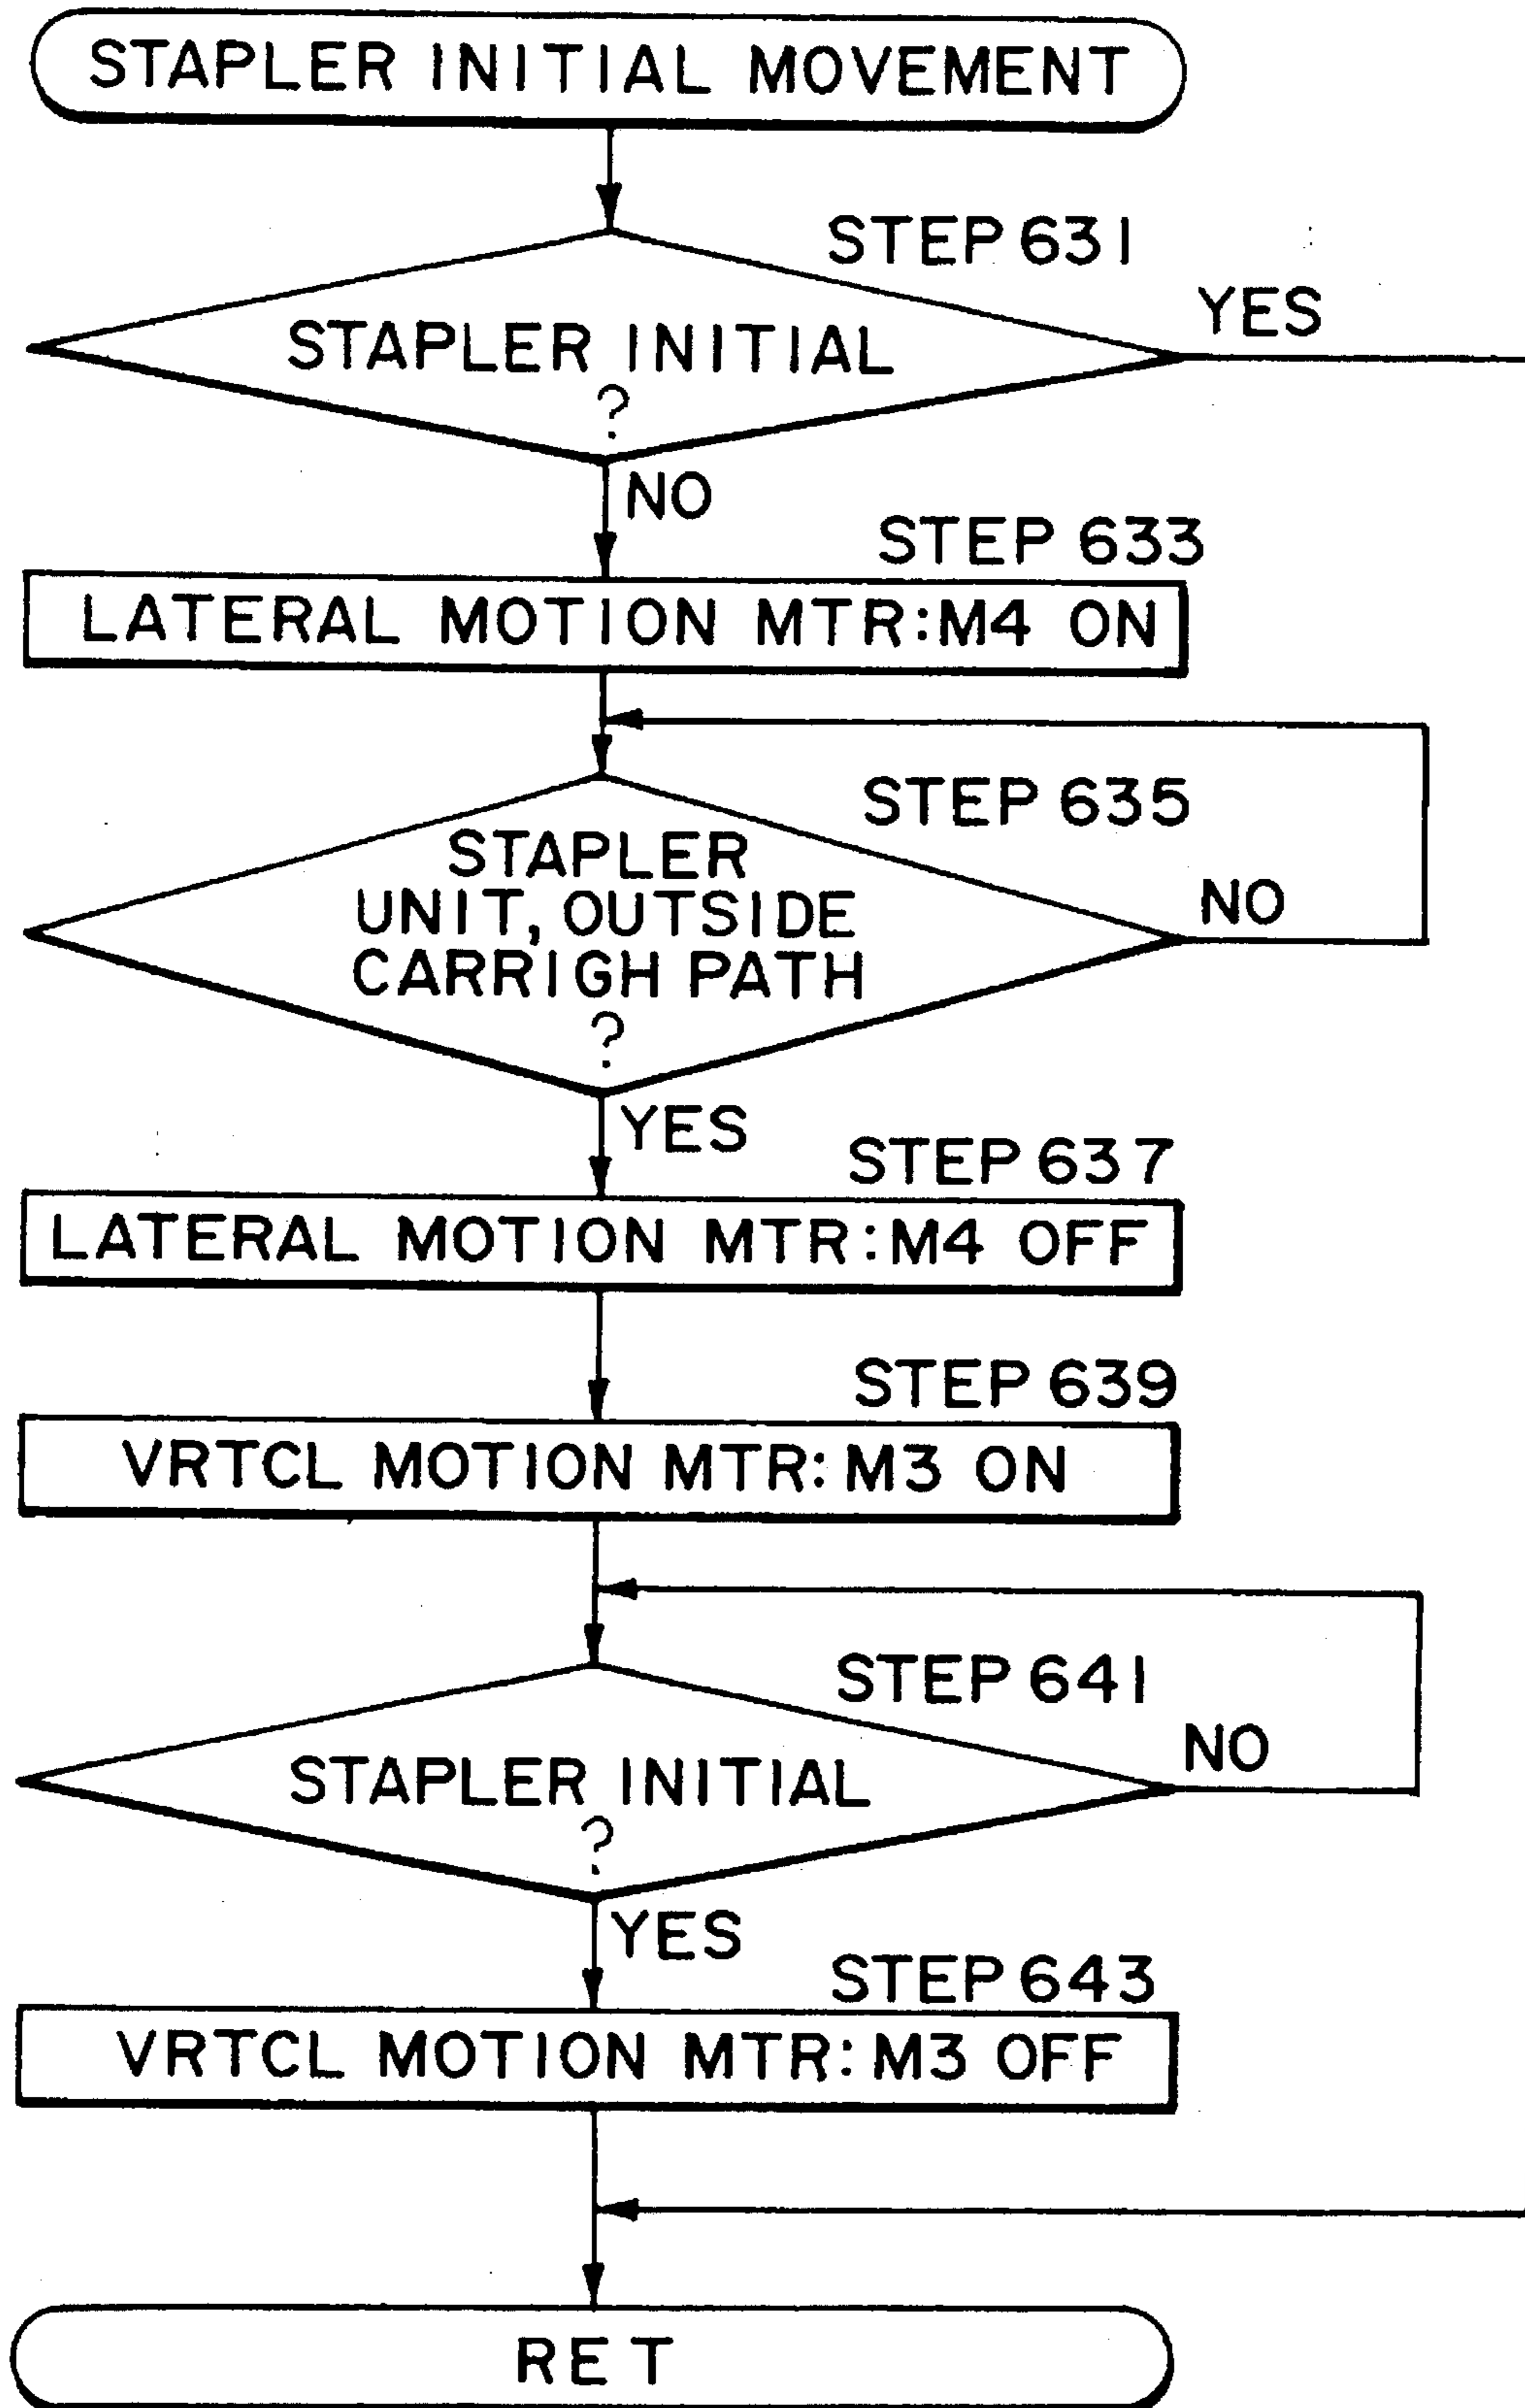 STAPLER INITIAL MOVEMENT
STEP 631
YES
STAPLER INITIAL
?
NO
STEP 633
LATERAL MOTION MTR:M4 ON
STEP 635
STAPLER
UNIT, OUTSIDE
CARRIGH PATH
?
NO
YES
STEP 637
LATERAL MOTION MTR:M4 OFF
STEP 639
VRTCL MOTION MTR:M3 ON
STEP 641
NO
STAPLER INITIAL
?
YES
STEP 643
VRTCL MOTION MTR:M3 OFF
RET